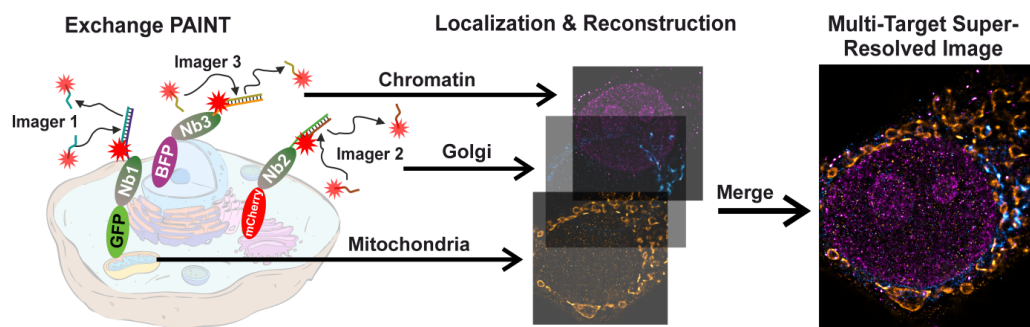 Exchange PAINT
Localization & Reconstruction
Multi-Target Super-
Resolved Image
Imager 3
Chromatin
Imager 1
Nb3
BFP
Nb2
Imager 2
Golgi
Nb1
GFP
mCherry
Merge
Mitochondria